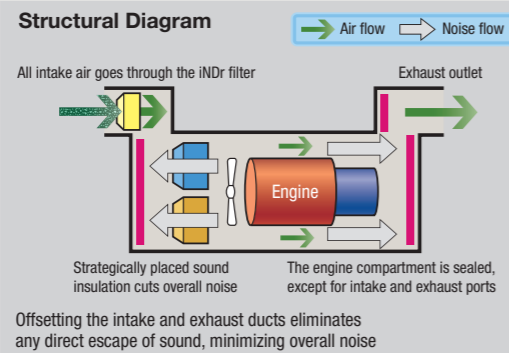 Structural Diagram
Air flow
Noise flow
All intake air goes through the iNDr filter
Exhaust outlet
Engine
Strategically placed sound
insulation cuts overall noise
The engine compartment is sealed,
except for intake and exhaust ports
Offsetting the intake and exhaust ducts eliminates
any direct escape of sound, minimizing overall noise